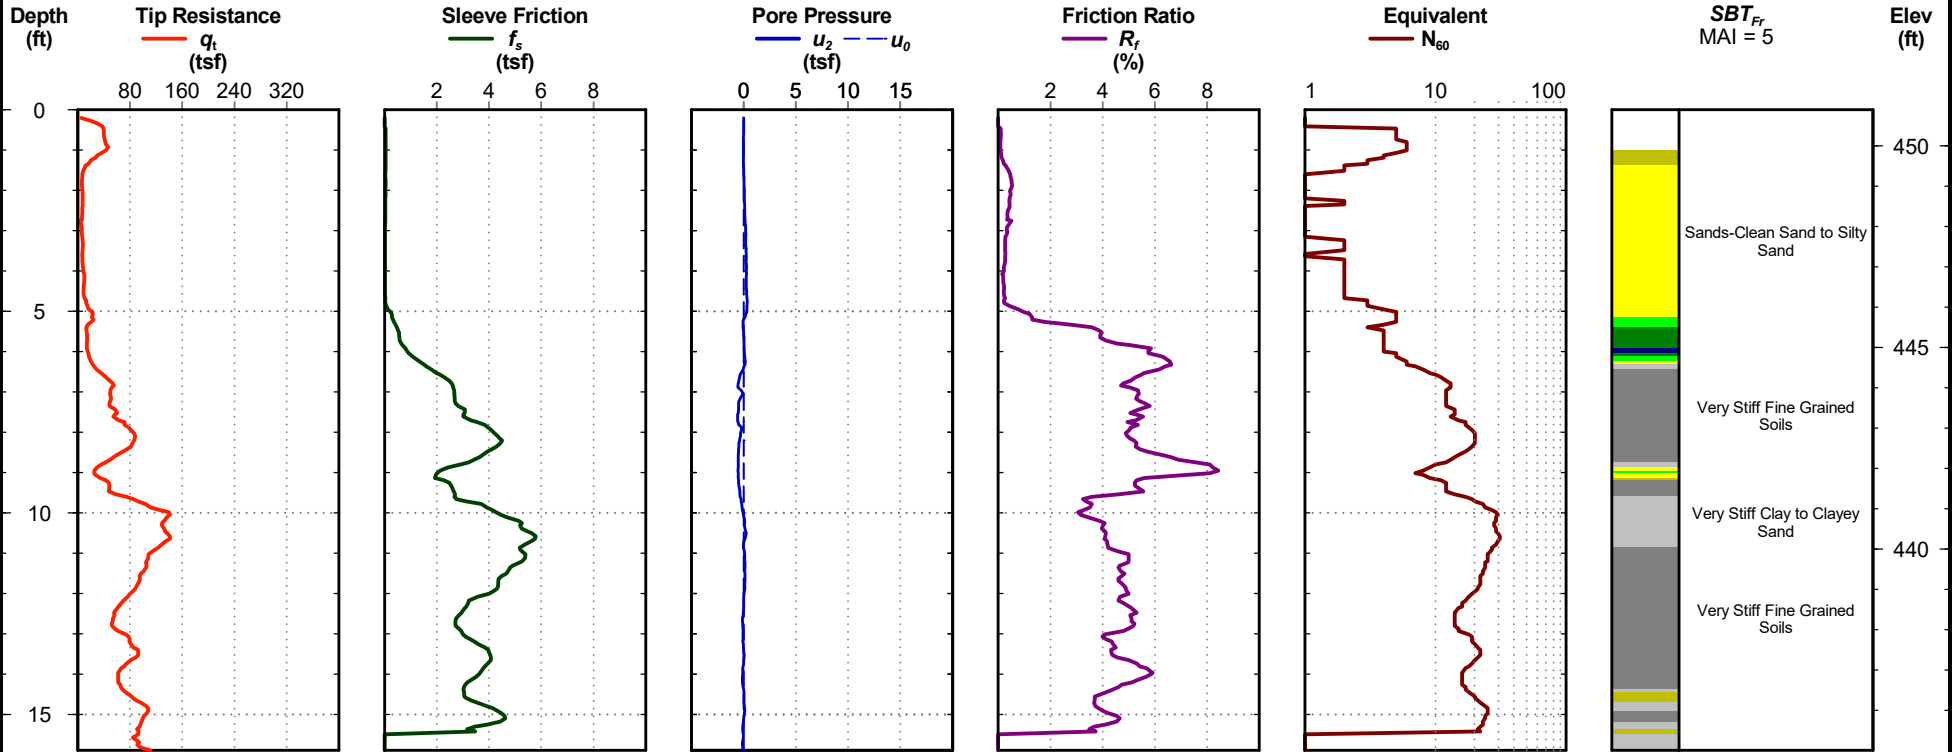 Depth
(ft)
Tip Resistance
qt
(tsf)
Sleeve Friction
fs
(tsf)
Pore Pressure
u2 u0
(tsf)
Friction Ratio
Rf
(%)
Equivalent
N60
SBTFr
MAI = 5
Elev
(ft)
80 160 240 320
2 4 6 8
0 5 10 15
2 4 6 8
1 10 100
0
5
10
15
450
445
440
Sands-Clean Sand to Silty
Sand
Very Stiff Fine Grained
Soils
Very Stiff Clay to Clayey
Sand
Very Stiff Fine Grained
Soils